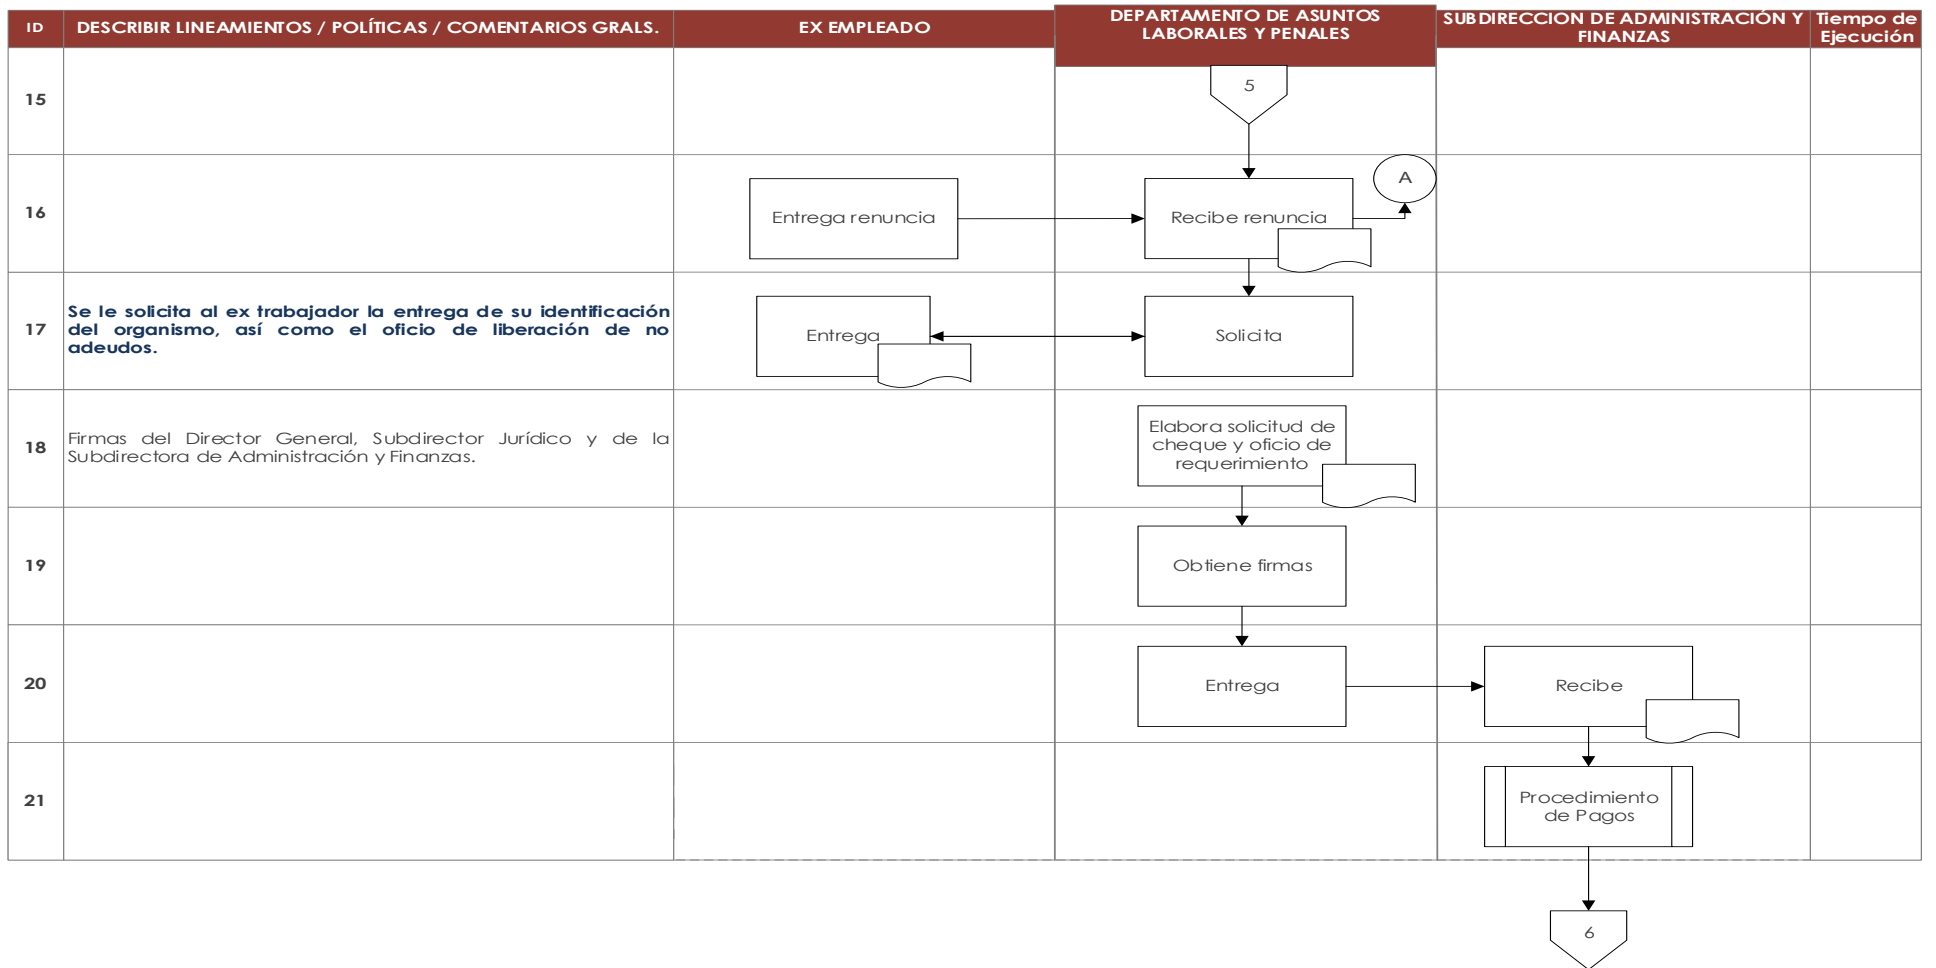 ID
DESCRIBIR LINEAMIENTOS / POLÍTICAS / COMENTARIOS GRALS.
EX EMPLEADO
DEPARTAMENTO DE ASUNTOS
LABORALES Y PENALES
SUBDIRECCION DE ADMINISTRACIÓN Y
FINANZAS
Tiempo de
Ejecución
15
5
16
Entrega renuncia
Recibe renuncia
A
17
Se le solicita al ex trabajador la entrega de su identificación
del organismo, así como el oficio de liberación de no
adeudos.
Entrega
Solicita
18
Firmas del Director General, Subdirector Jurídico y de la
Subdirectora de Administración y Finanzas.
Elabora solicitud de
cheque y oficio de
requerimiento
19
Obtiene firmas
20
Entrega
Recibe
21
Procedimiento
de Pagos
6